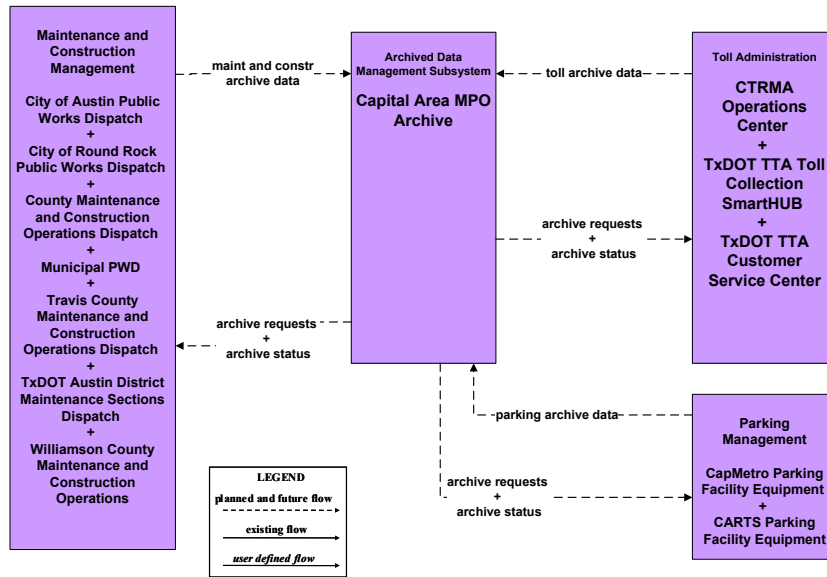 Maintenance and
Construction
Management
City of Austin Public
Works Dispatch
+
City of Round Rock
Public Works Dispatch
+
County Maintenance
and Construction
Operations Dispatch
+
Municipal PWD
+
Travis County
Maintenance and
Construction
Operations Dispatch
+
TxDOT Austin District
Maintenance Sections
Dispatch
+
Williamson County
Maintenance and
Construction
Operations
maint and constr
archive data
archive requests
+
archive status
Archived Data
Management Subsystem
Capital Area MPO
Archive
toll archive data
archive requests
+
archive status
Toll Administration
CTRMA
Operations
Center
+
TxDOT TTA Toll
Collection
SmartHUB
+
TxDOT TTA
Customer
Service Center
parking archive data
archive requests
+
archive status
Parking
Management
CapMetro Parking
Facility Equipment
+
CARTS Parking
Facility Equipment
LEGEND
planned and future flow
existing flow
user defined flow